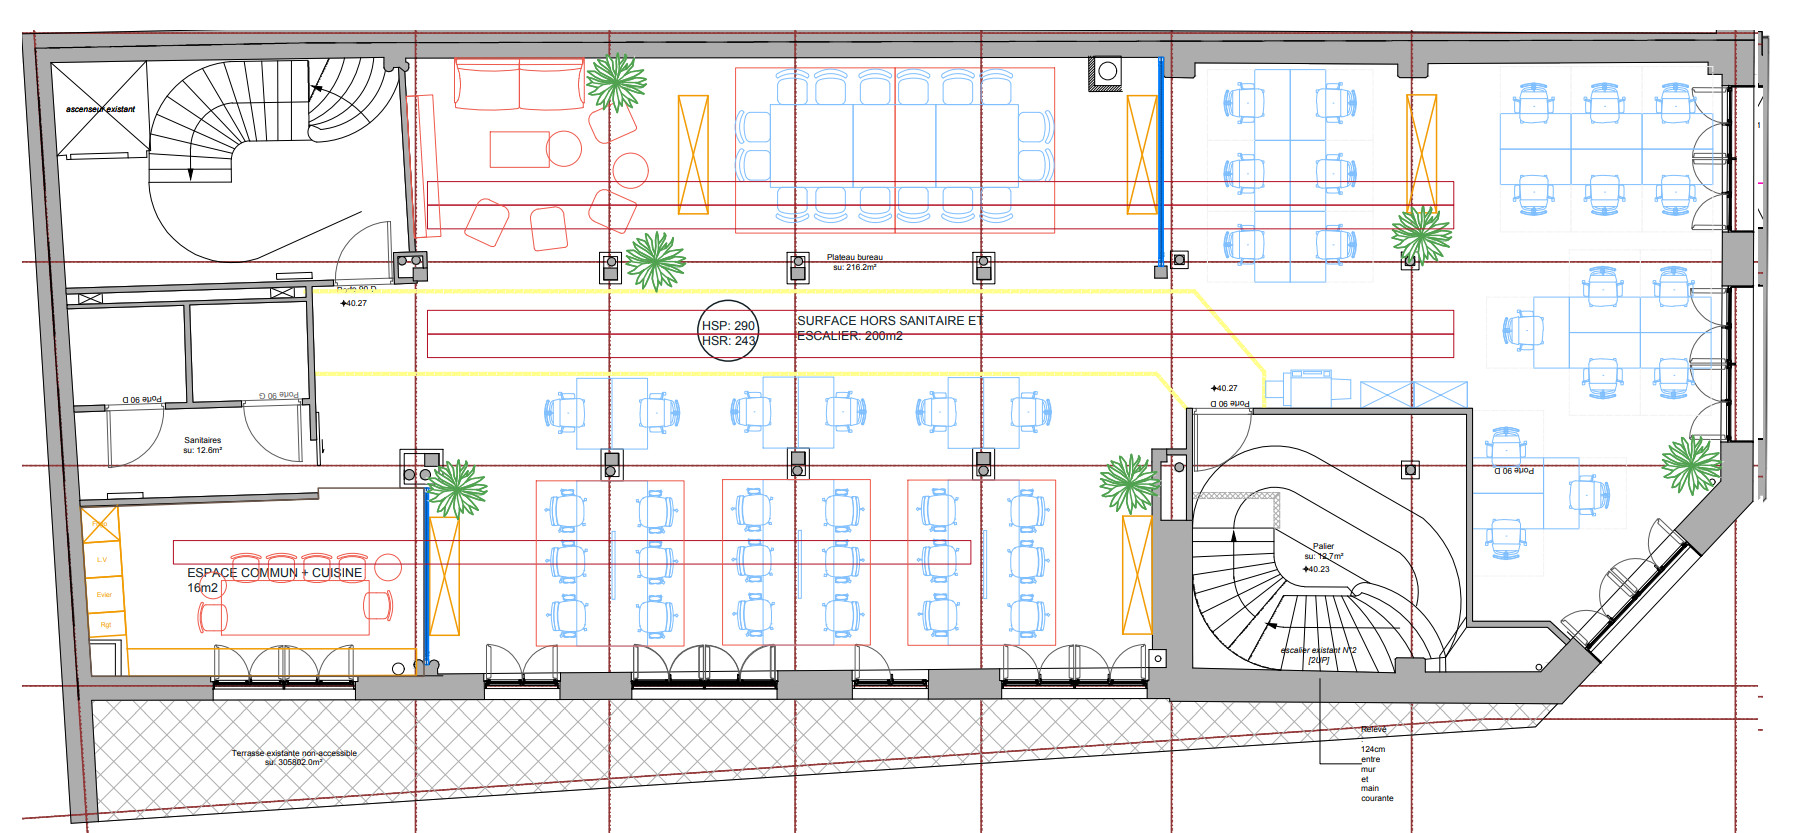 ascenseur existant
Plateau bureau
su: 216.2m²
Porte 90 D
40.27
HSP: 290
HSR: 243
SURFACE HORS SANITAIRE ET
ESCALIER: 200m2
40.27
Porte 90 D
Porte 90 D
Porte 90 G
Sanitaires
su: 12.6m²
Porte 90 D
Frigo
L.V
Evier
Rgt
ESPACE COMMUN + CUISINE
16m2
Palier
su: 12.7m²
40.23
escalier existant N°2
[2UP]
Terrasse existante non-accessible
su: 305802.0m²
Relevé
:
124cm
entre
mur
et
main
courante